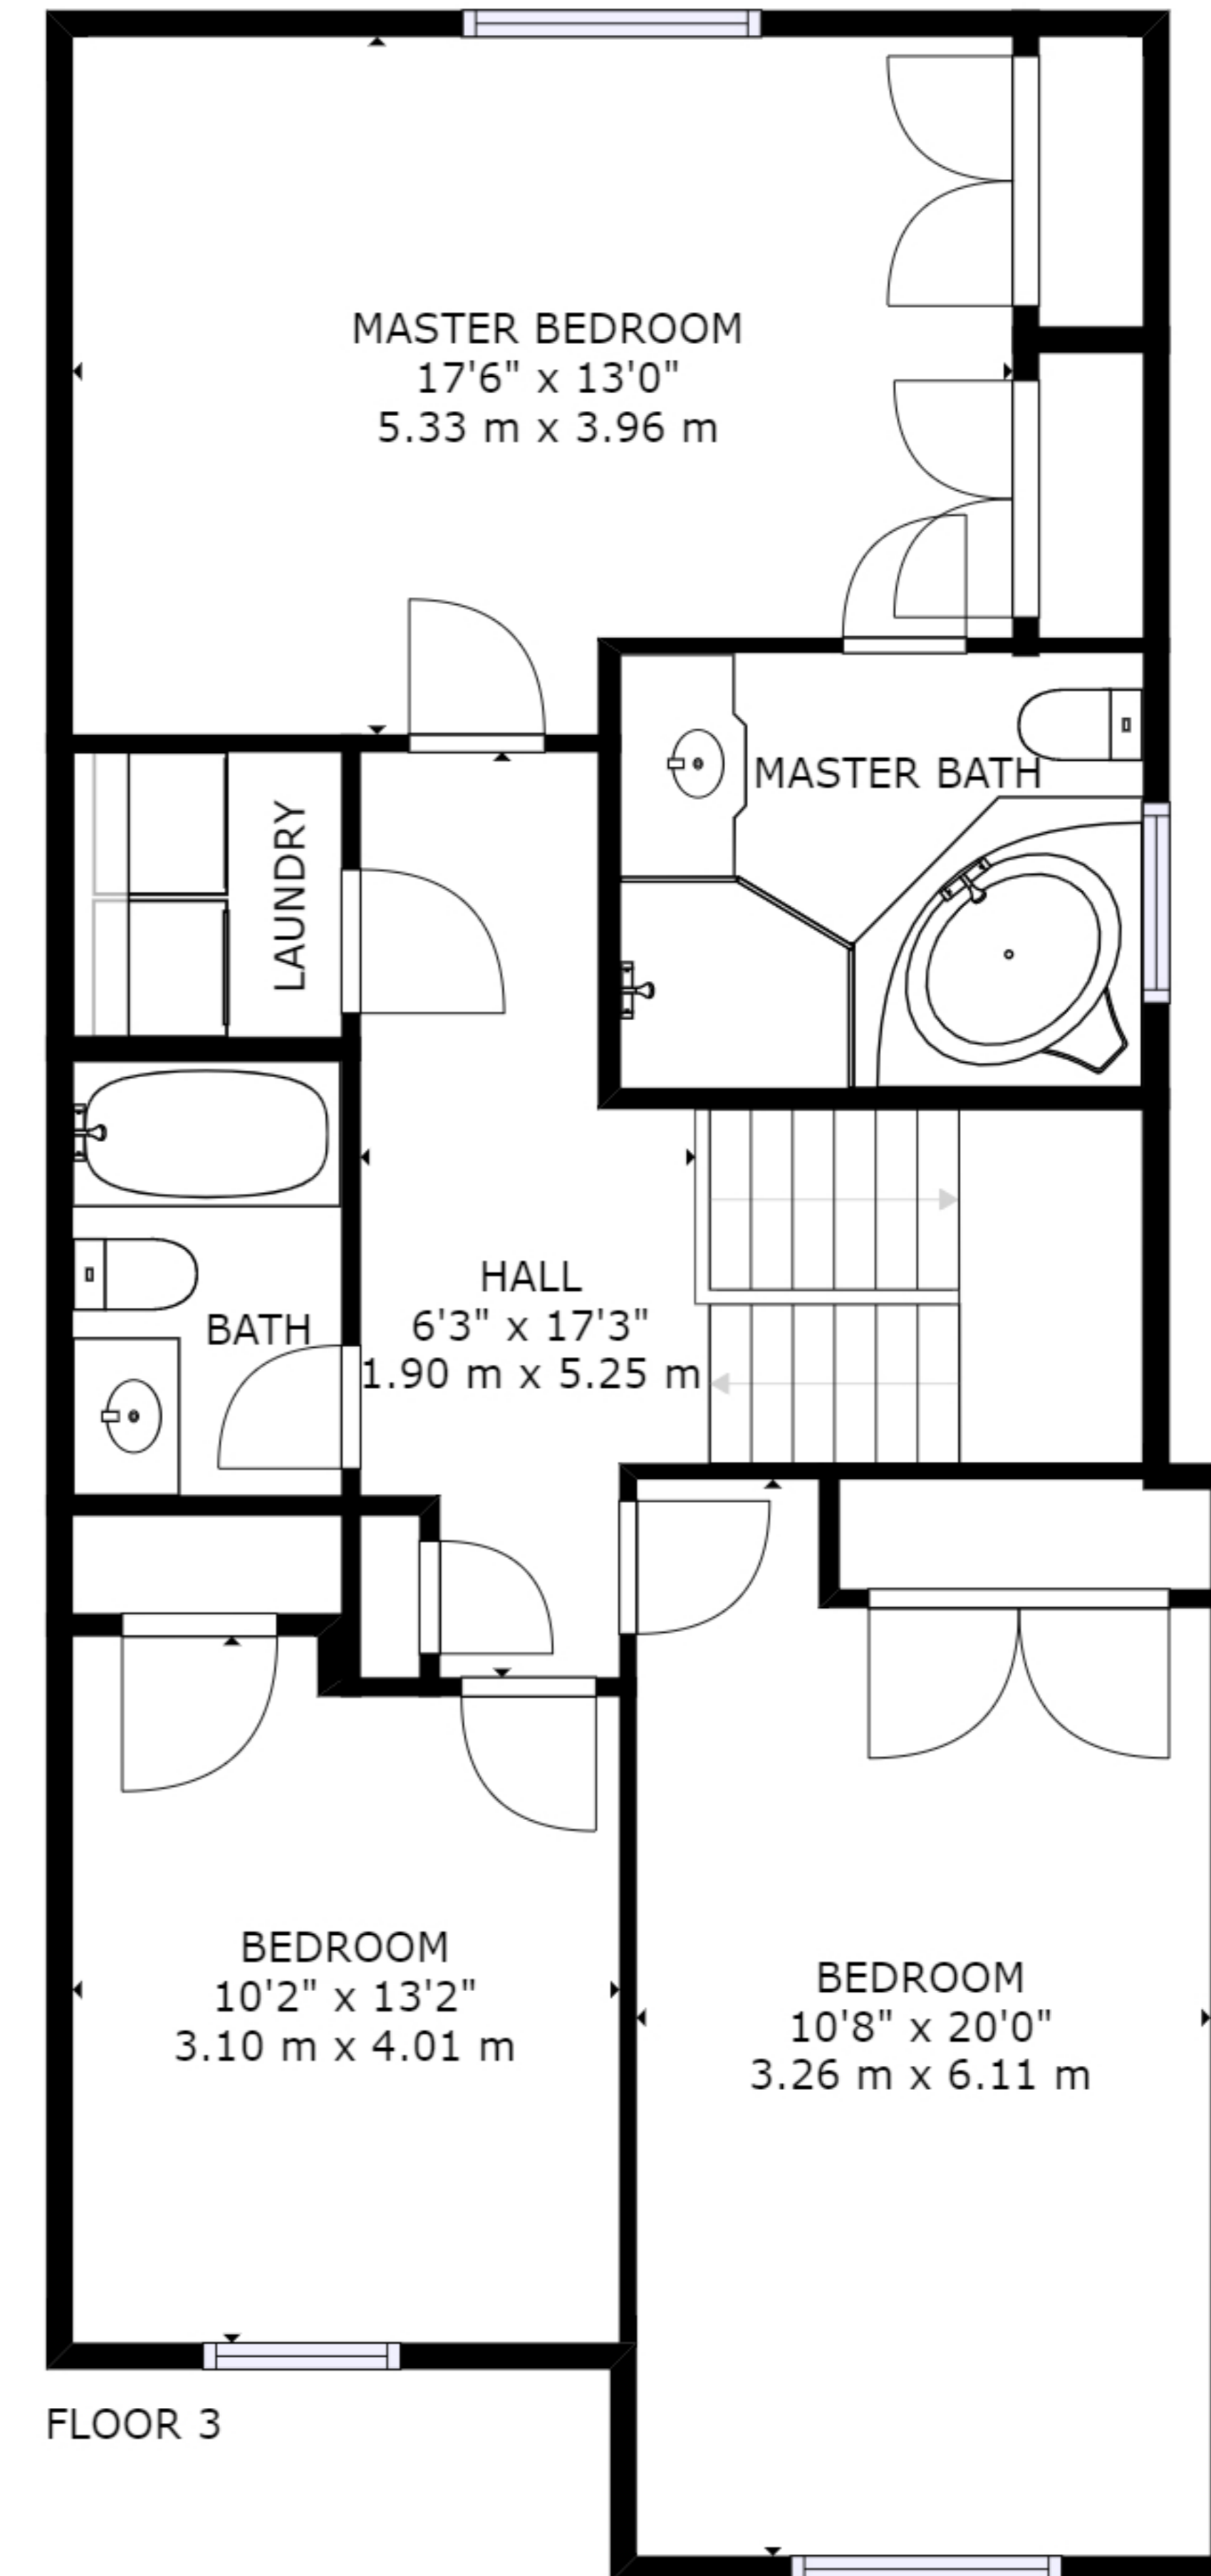 MASTER BEDROOM
17'6" x 13'0"
5.33 m x 3.96 m
MASTER BATH
LAUNDRY
HALL
6'3" x 17'3"
1.90 m x 5.25 m
BATH
BEDROOM
10'2" x 13'2"
3.10 m x 4.01 m
BEDROOM
10'8" x 20'0"
3.26 m x 6.11 m
FLOOR 3